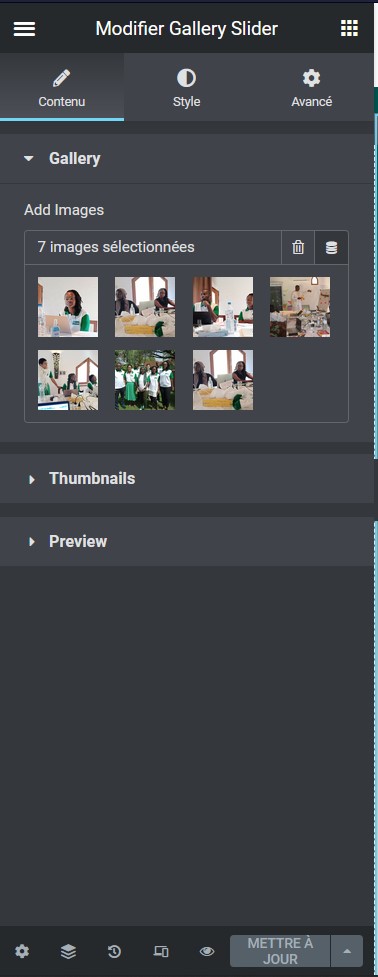 Modifier Gallery Slider
Contenu
Style
Avancé
Gallery
Add Images
7 images sélectionnées
Thumbnails
Preview
METTRE À
JOUR